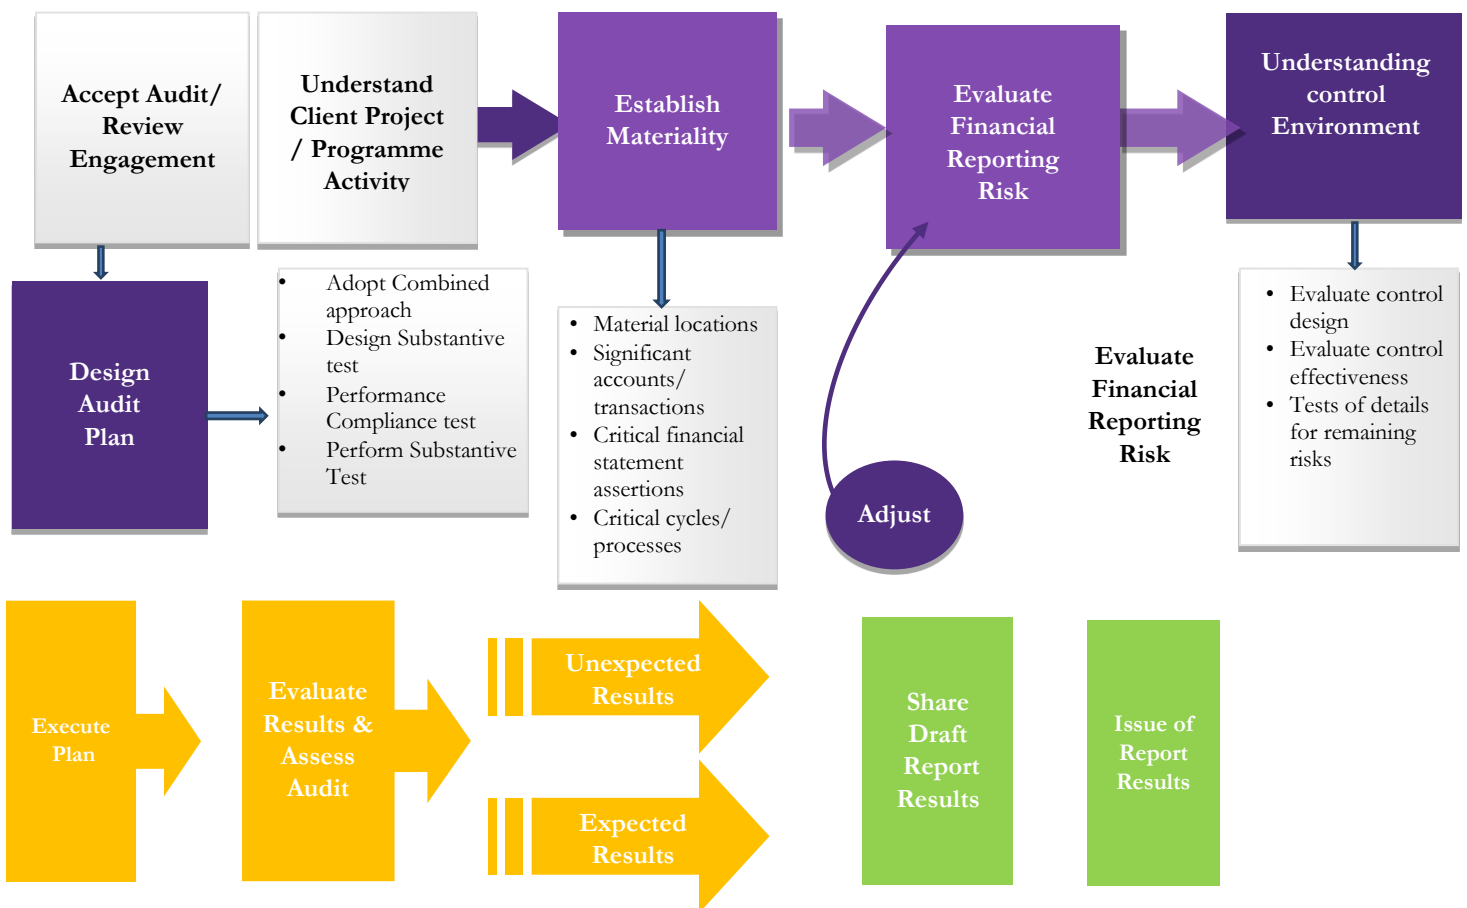 Accept Audit/
Review
Engagement
Understand
Client Project
/ Programme
Activity
Establish
Materiality
Evaluate
Financial
Reporting
Risk
Understanding
control
Environment
Design
Audit
Plan
• Adopt Combined
approach
• Design Substantive
test
• Performance
Compliance test
• Perform Substantive
Test
• Material locations
• Significant
accounts/
transactions
• Critical financial
statement
assertions
• Critical cycles/
processes
Adjust
Evaluate
Financial
Reporting
Risk
• Evaluate control
design
• Evaluate control
effectiveness
• Tests of details
for remaining
risks
Execute
Plan
Evaluate
Results &
Assess
Audit
Unexpected
Results
Expected
Results
Share
Draft
Report
Results
Issue of
Report
Results